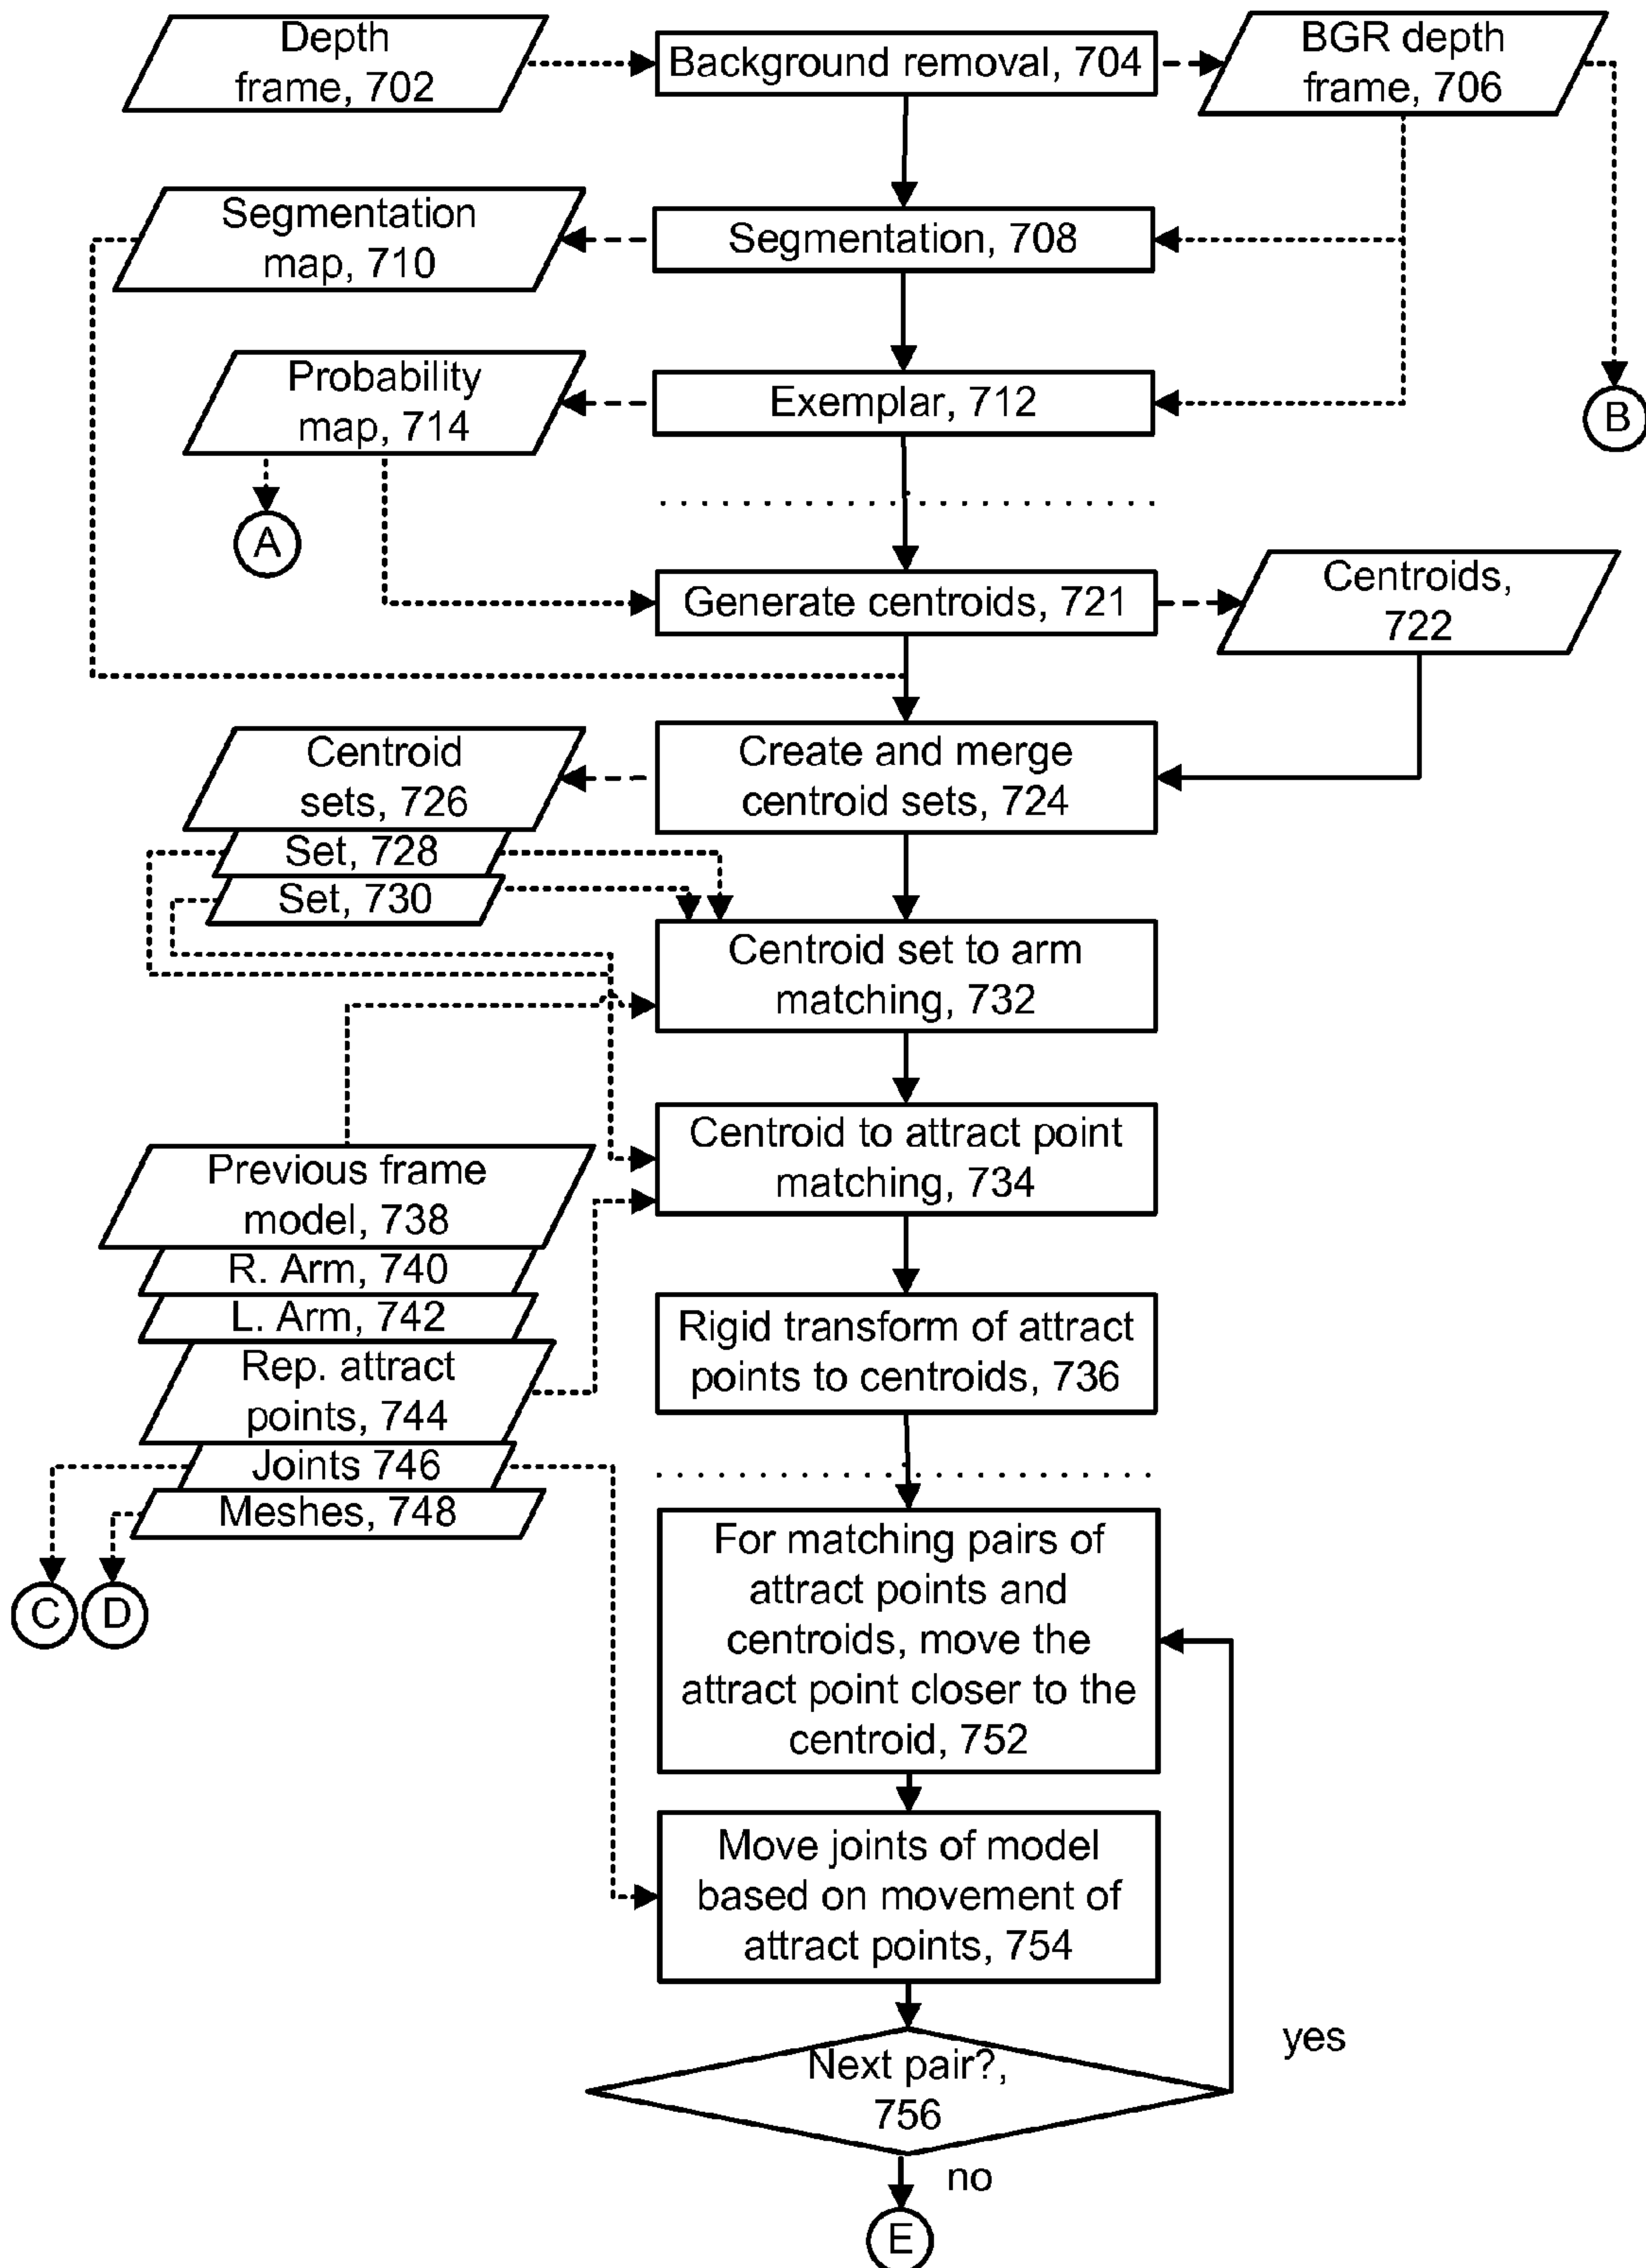 Depth
frame, 702
Background removal, 704
BGR depth
frame, 706
Segmentation
map, 710
Segmentation, 708
Probability
map, 714
Exemplar, 712
B
A
Generate centroids, 721
Centroids,
722
Centroid
sets, 726
Create and merge
centroid sets, 724
Set, 728
Set, 730
Centroid set to arm
matching, 732
Centroid to attract point
matching, 734
Previous frame
model, 738
R. Arm, 740
L. Arm, 742
Rep. attract
points, 744
Joints 746
Meshes, 748
C
D
Rigid transform of attract
points to centroids, 736
For matching pairs of
attract points and
centroids, move the
attract point closer to the
centroid, 752
Move joints of model
based on movement of
attract points, 754
yes
Next pair?,
756
no
E